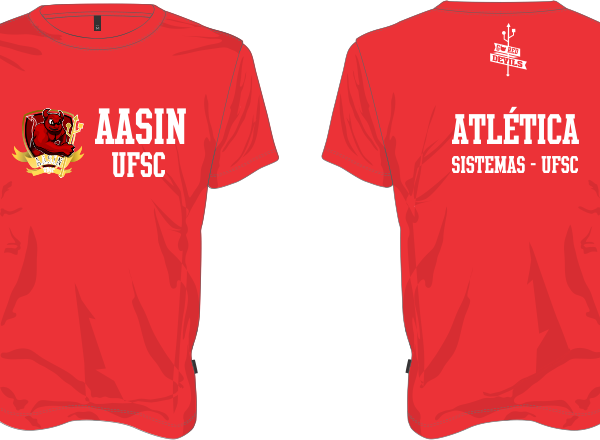 AASIN
UFSC
DEVILS
ATLÉTICA
SISTEMAS - UFSC